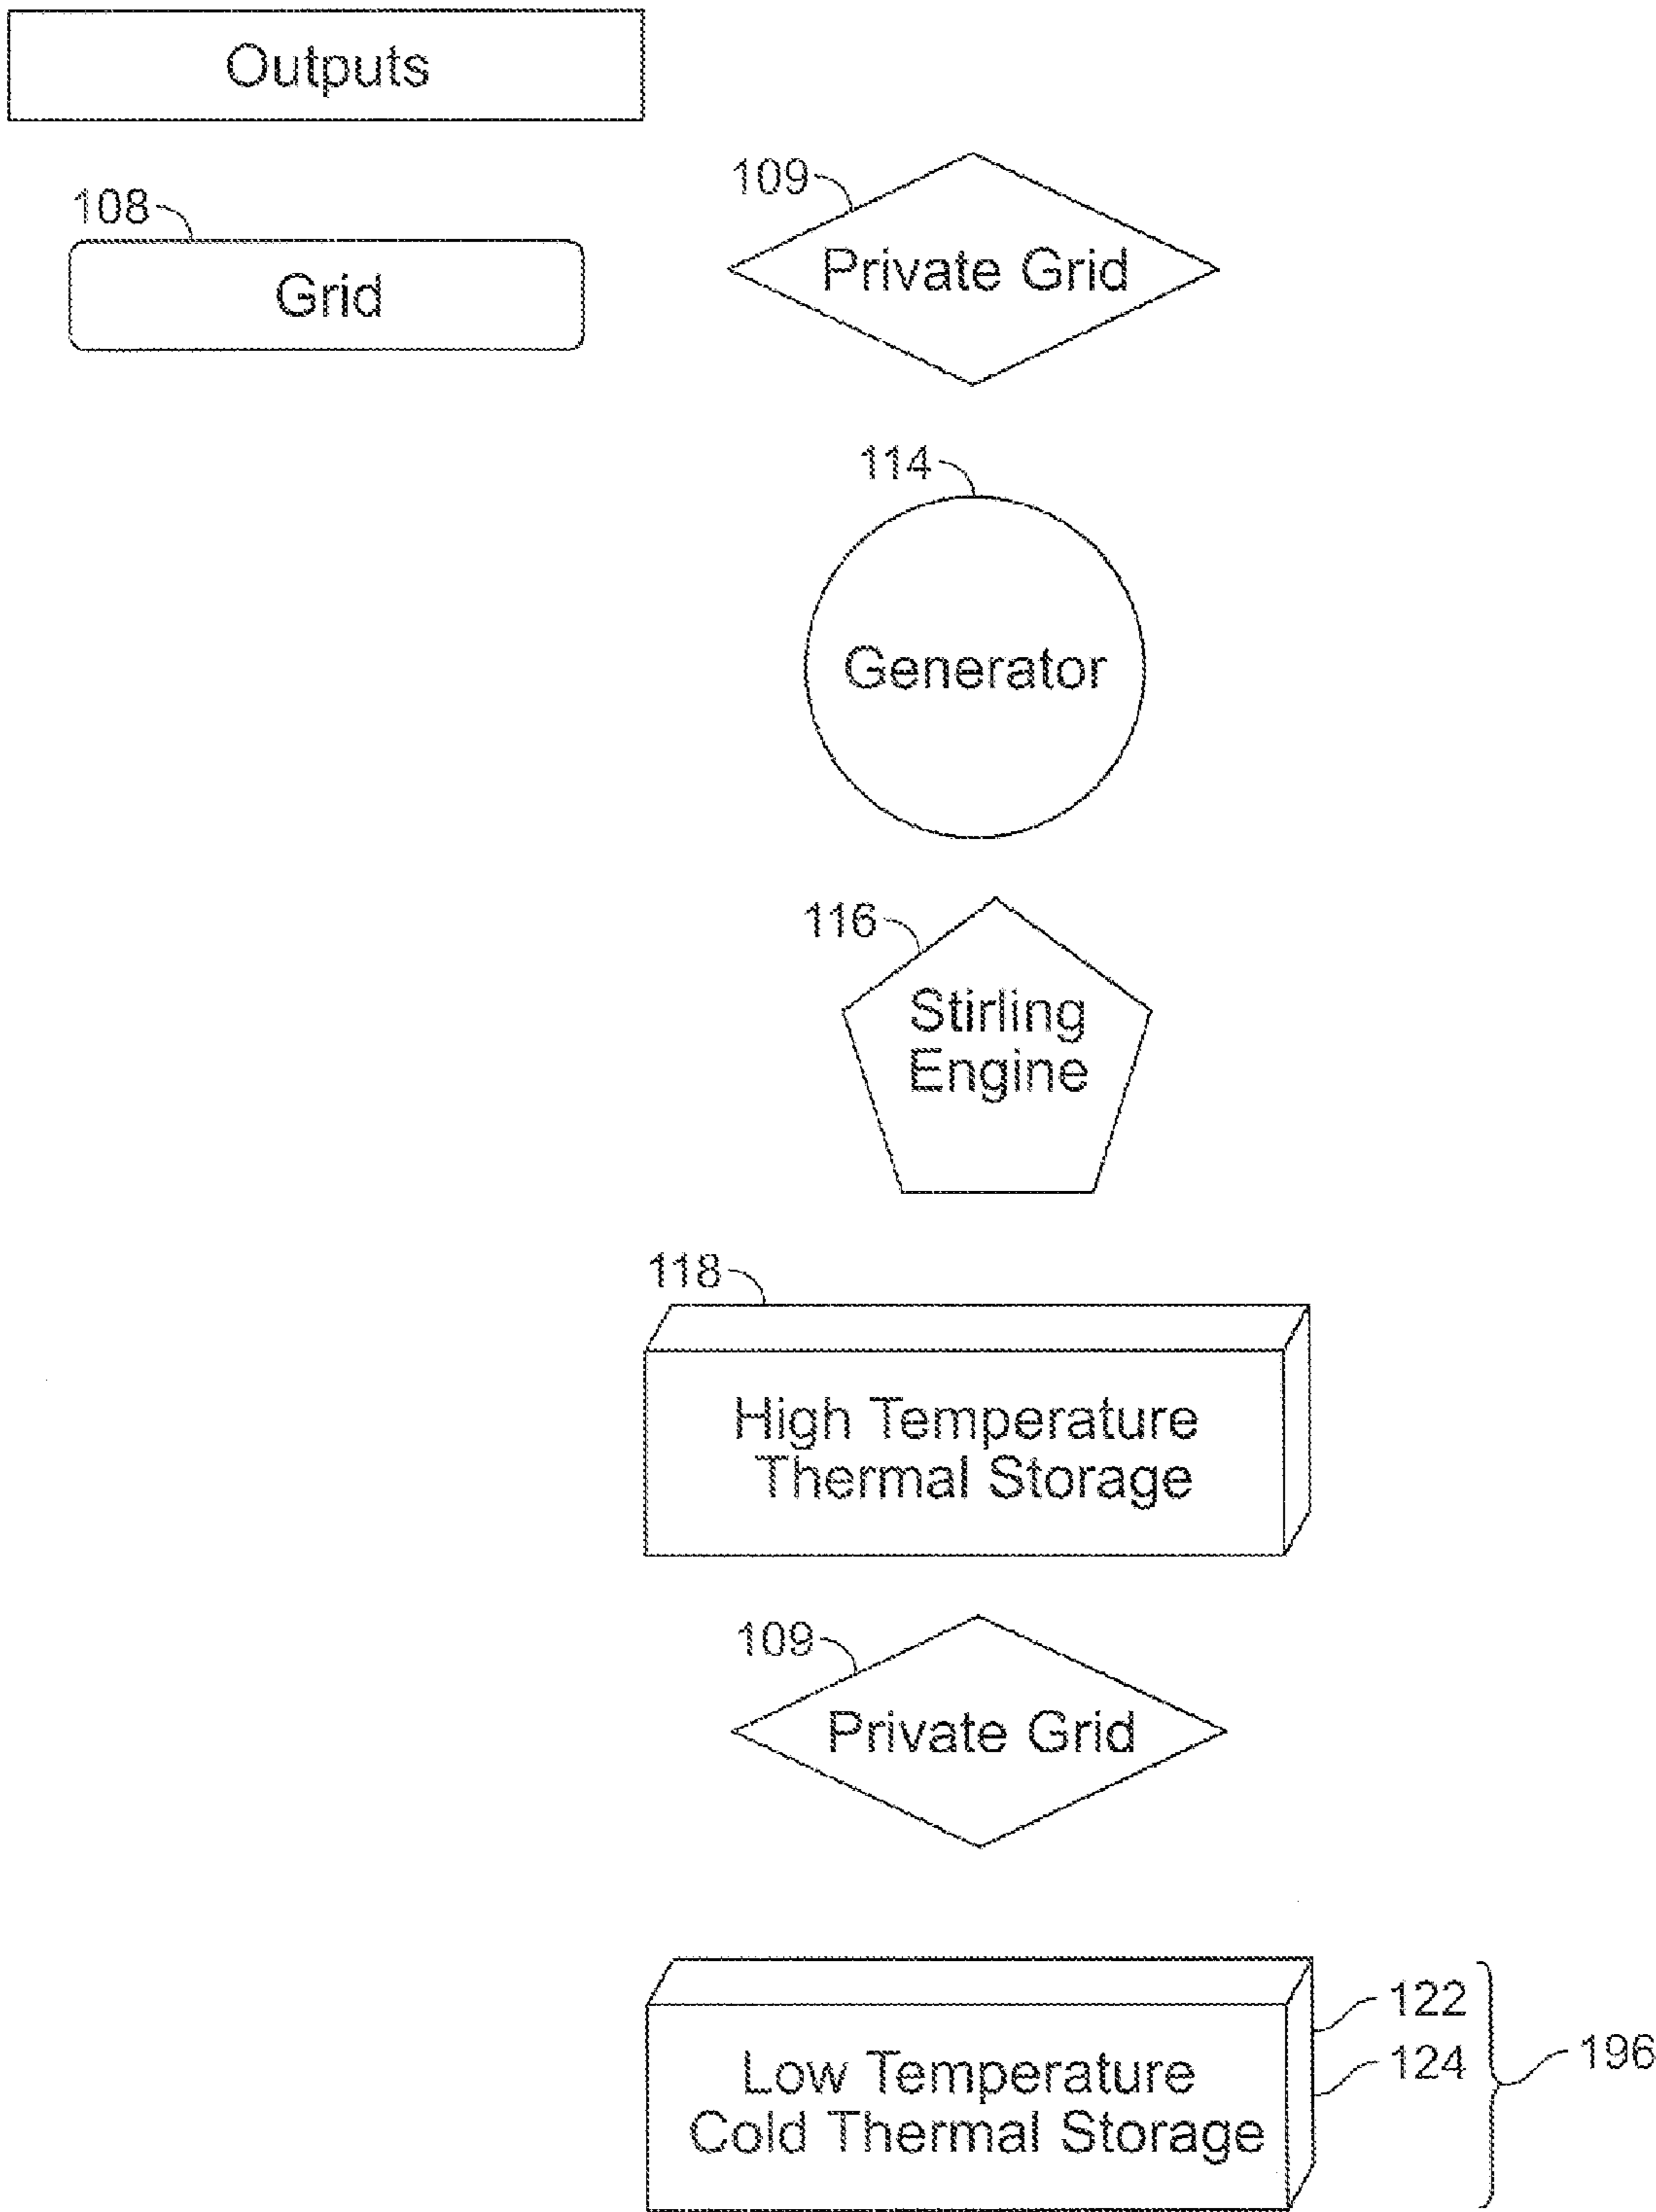 Outputs
108
Grid
109
Private Grid
114
Generator
116
Stirling
Engine
118
High Temperature
Thermal Storage
109
Private Grid
Low Temperature
Cold Thermal Storage
122
124
196